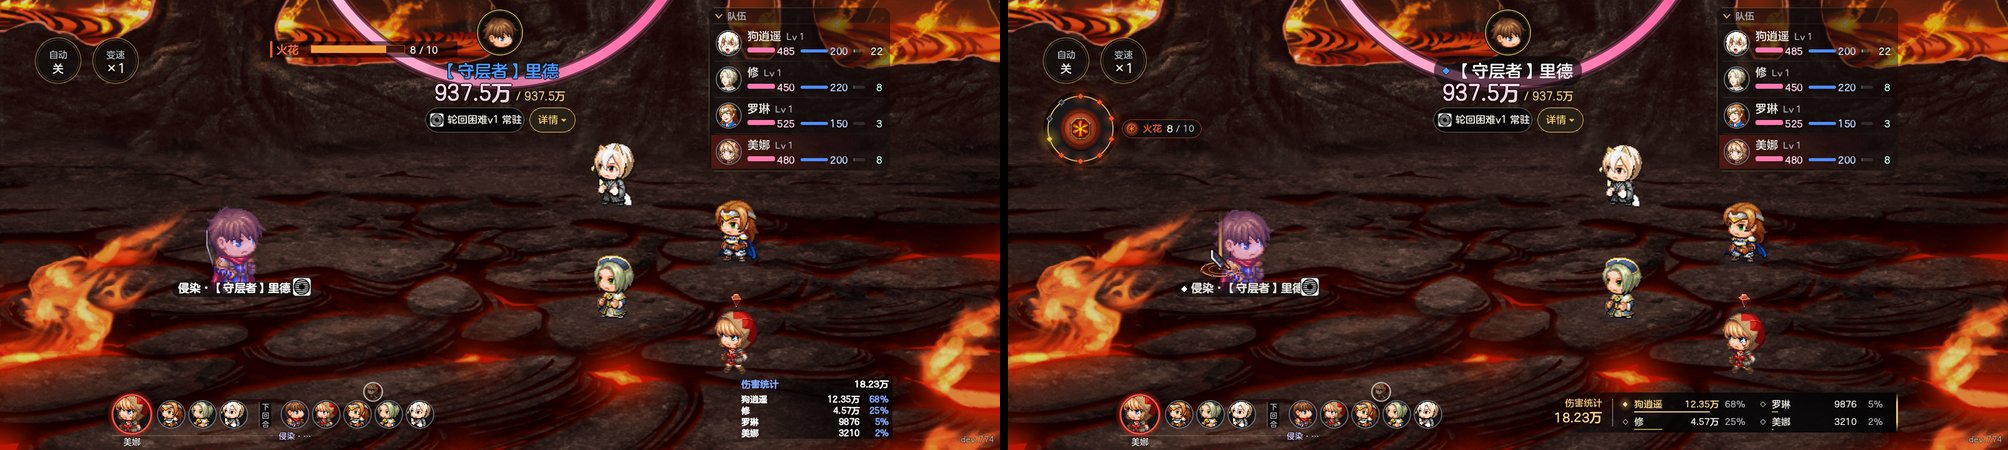 自动
关
变速
×1
火花
8 / 10
【守层者】里德
937.5万 / 937.5万
轮回困难v1 常驻
详情
队伍
狗逍遥 Lv 1
485 200 22
修 Lv 1
450 220 8
罗琳 Lv 1
525 150 3
美娜 Lv 1
480 200 8
侵染·【守层者】里德
伤害统计 18.23万
狗逍遥 12.35万 68%
修 4.57万 25%
罗琳 9876 5%
美娜 3210 2%
美娜
下回合
侵染·…
dev.774
自动
关
变速
×1
火花 8 / 10
【守层者】里德
937.5万 / 937.5万
轮回困难v1 常驻
详情
队伍
狗逍遥 Lv 1
485 200 22
修 Lv 1
450 220 8
罗琳 Lv 1
525 150 3
美娜 Lv 1
480 200 8
侵染·【守层者】里德
美娜
下回合
侵染·…
伤害统计
18.23万
狗逍遥 12.35万 68%
罗琳 9876 5%
修 4.57万 25%
美娜 3210 2%
dev.774